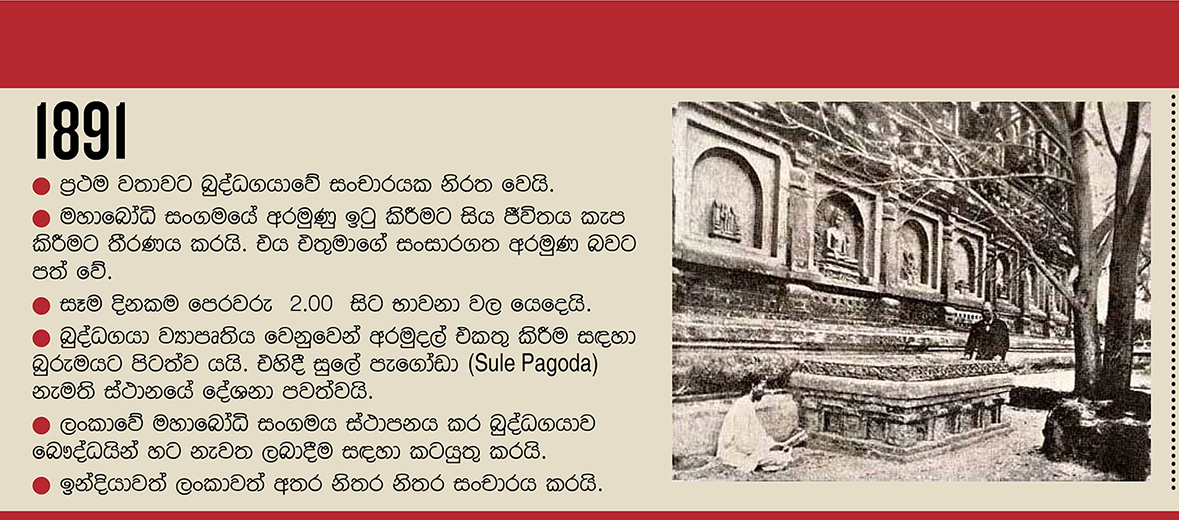 1891
● ප්‍රථම වතාවට බුද්ධගයාවේ සංචාරයක නිරත වෙයි.
● මහාබෝධි සංගමයේ අරමුණු ඉටු කිරීමට සිය ජීවිතය කැප
කිරීමට තීරණය කරයි. එය එතුමාගේ සංසාරගත අරමුණ බවට
පත් වේ.
● සෑම දිනකම පෙරවරු 2.00 සිට භාවනා වල යෙදෙයි.
● බුද්ධගයා ව්‍යාපෘතිය වෙනුවෙන් අරමුදල් එකතු කිරීම සඳහා
බුරුමයට පිටත්ව යයි. එහිදී සුලේ පැගෝඩා (Sule Pagoda)
නැමති ස්ථානයේ දේශනා පවත්වයි.
● ලංකාවේ මහාබෝධි සංගමය ස්ථාපනය කර බුද්ධගයාව
බෞද්ධයින් හට නැවත ලබාදීම සඳහා කටයුතු කරයි.
● ඉන්දියාවත් ලංකාවත් අතර නිතර නිතර සංචාරය කරයි.